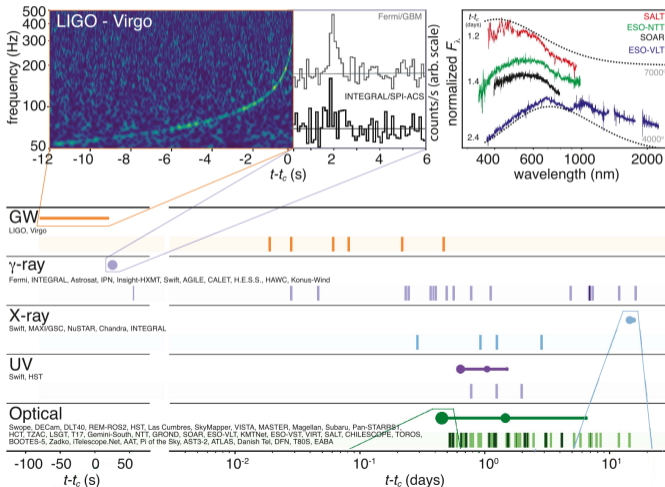 LIGO - Virgo
frequency (Hz)
500
400
300
200
100
50
-12 -10 -8 -6 -4 -2 0 2 4 6
t-tc (s)
Fermi/GBM
INTEGRAL/SPI-ACS
counts/s (arb. scale)
normalized Fλ
t-tc
(days)
1.2
1.4
2.4
SALT
ESO-NTT
SOAR
ESO-VLT
400 600 1000 2000
wavelength (nm)
GW
LIGO, Virgo
γ-ray
Fermi, INTEGRAL, Astrosat, IPN, Insight-HXMT, Swift, AGILE, CALET, H.E.S.S., HAWC, Konus-Wind
X-ray
Swift, MAXI/GSC, NuSTAR, Chandra, INTEGRAL
UV
Swift, HST
Optical
Swope, DECam, DLT40, REM-ROS2, HST, Las Cumbres, SkyMapper, VISTA, MASTER, Magellan, Subaru, Pan-STARRS1,
HCT, TZAC, LSGT, T17, Gemini-South, NTT, GROND, SOAR, ESO-VLT, KMTNet, ESO-VST, VIRT, SALT, CHILESCOPE, TOROS,
BOOTES-5, Zadko, iTelescope.Net, AAT, Pi of the Sky, AST3-2, ATLAS, Danish Tel, DFN, T80S, EABA
-100 -50 0 50
t-tc (s)
10-2 10-1 100 101
t-tc (days)